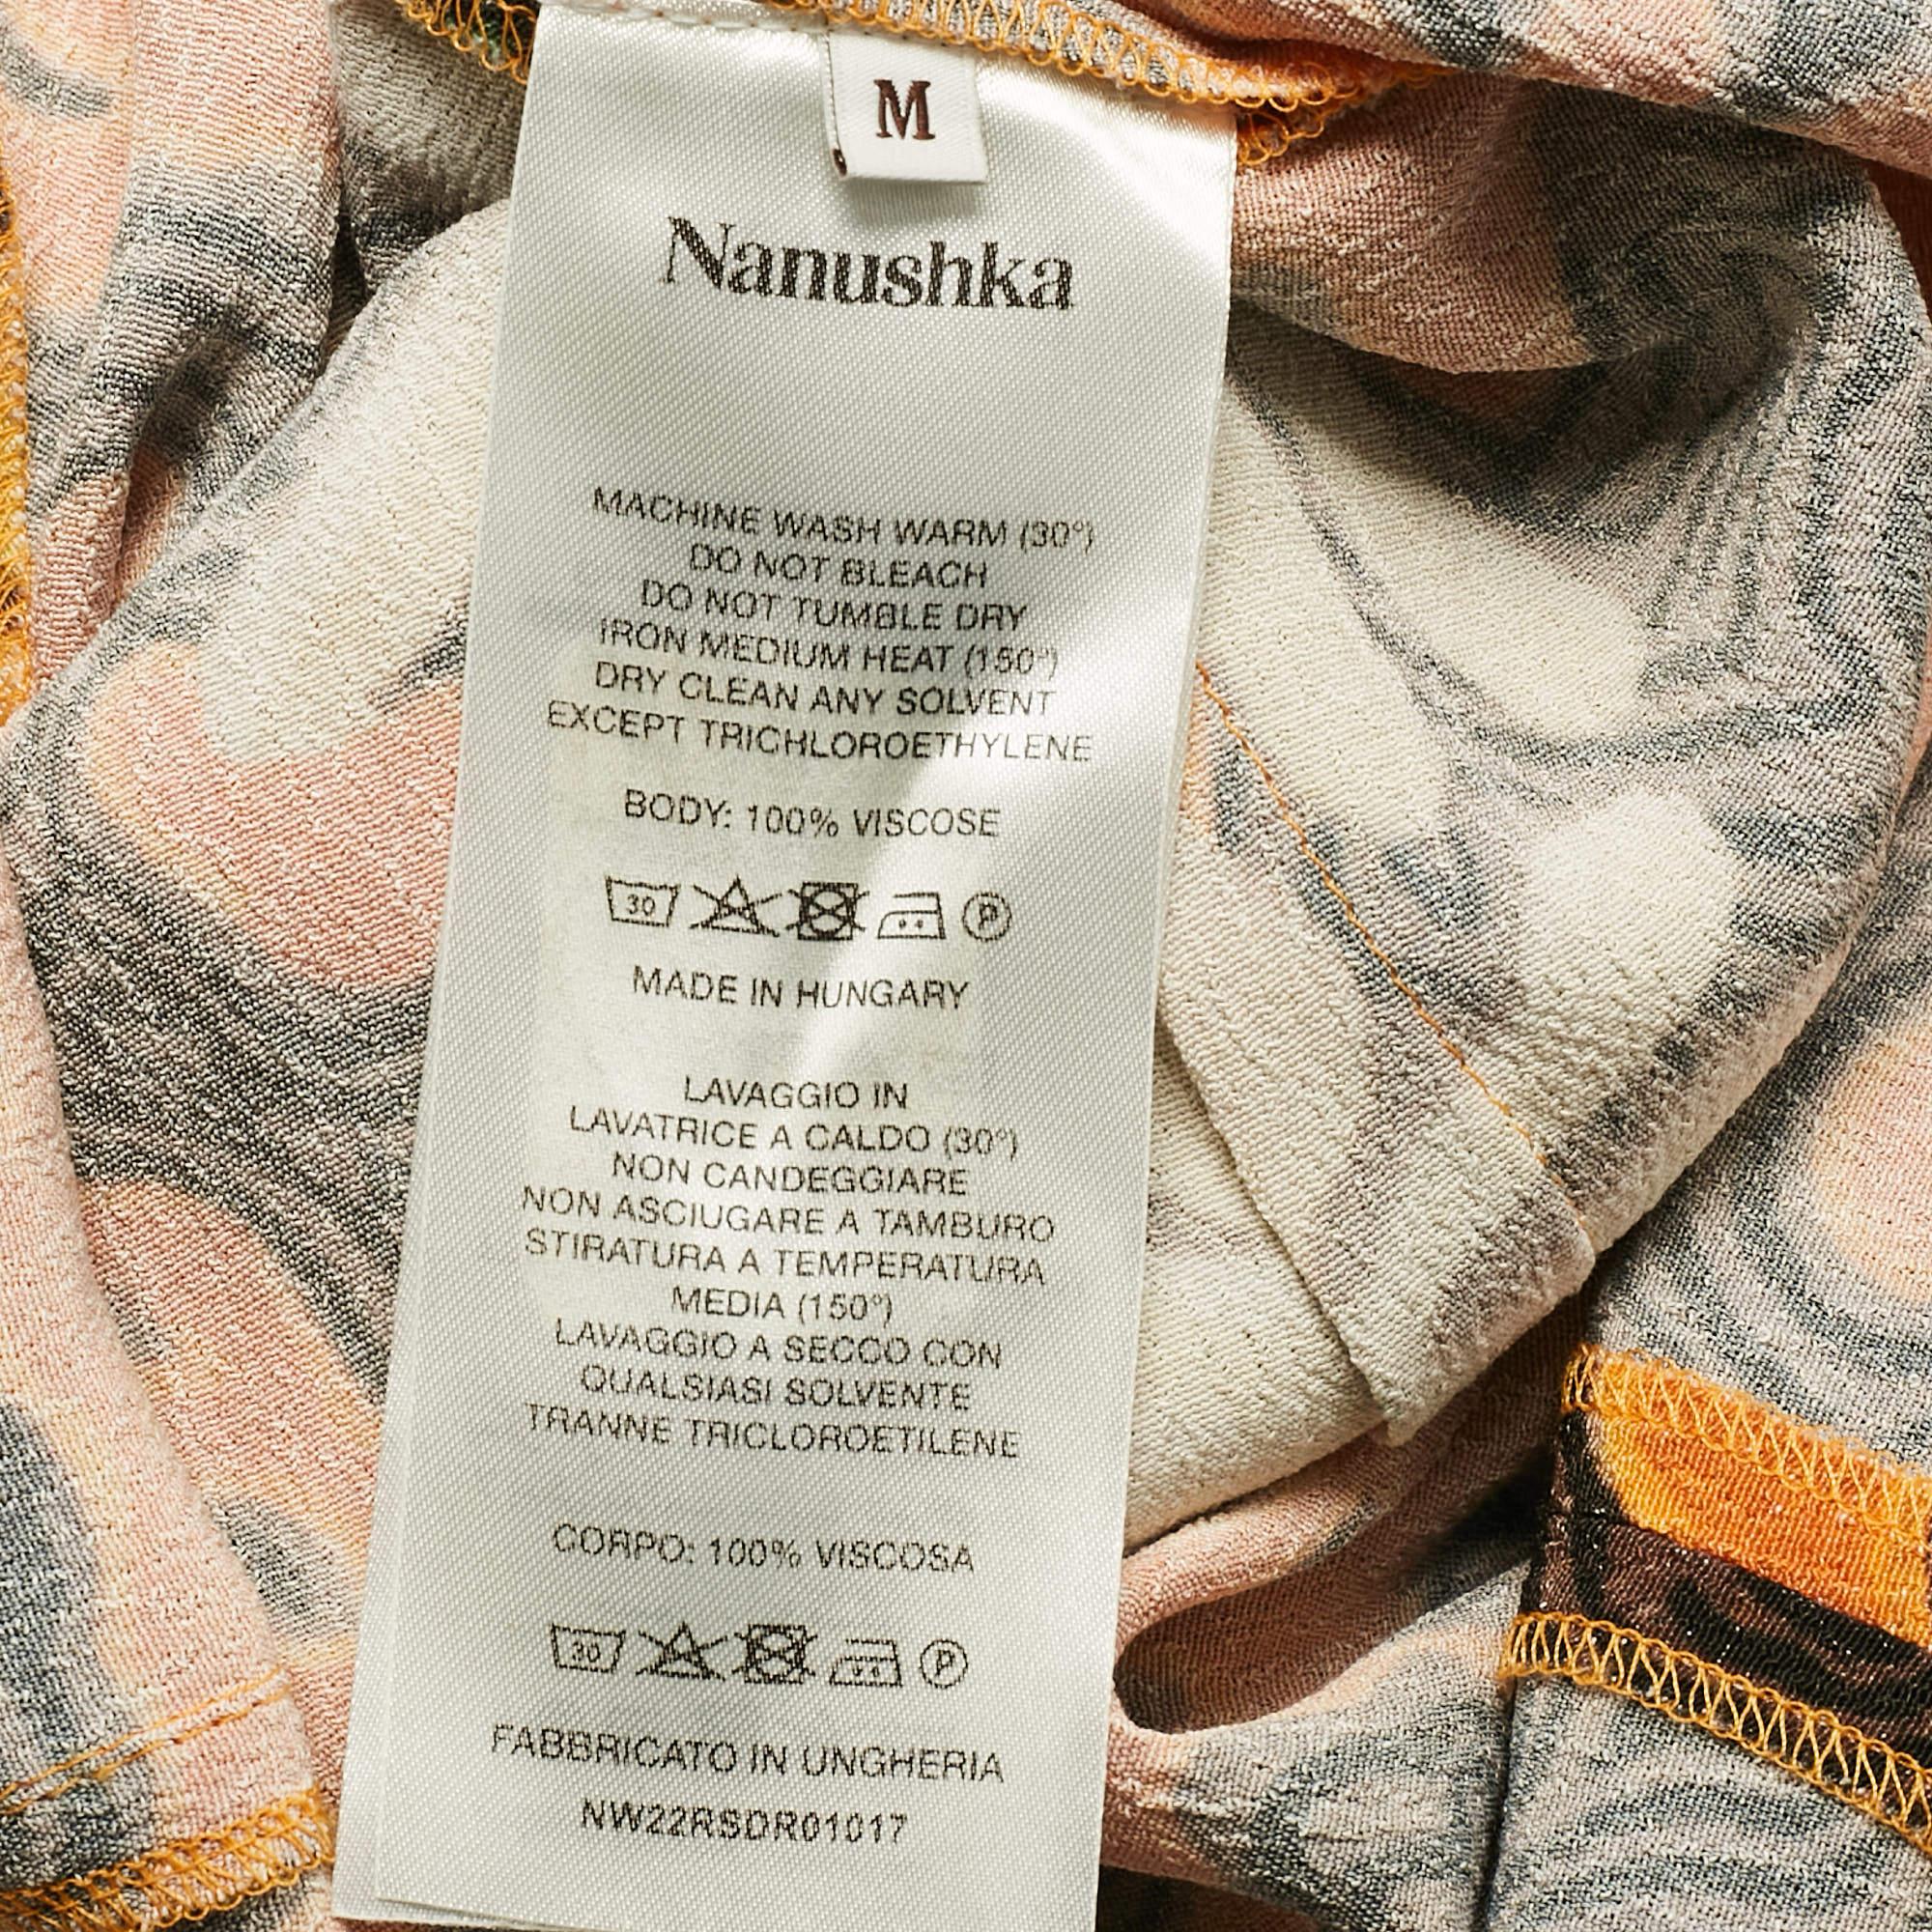 M
Nanushka
MACHINE WASH WARM (30°)
DO NOT BLEACH
DO NOT TUMBLE DRY
IRON MEDIUM HEAT (150°)
DRY CLEAN ANY SOLVENT
EXCEPT TRICHLOROETHYLENE
BODY: 100% VISCOSE
30 P
MADE IN HUNGARY
LAVAGGIO IN
LAVATRICE A CALDO (30°)
NON CANDEGGIARE
NON ASCIUGARE A TAMBURO
STIRATURA A TEMPERATURA
MEDIA (150°)
LAVAGGIO A SECCO CON
QUALSIASI SOLVENTE
TRANNE TRICLOROETILENE
CORPO: 100% VISCOSA
30 P
FABBRICATO IN UNGHERIA
NW22RSDR01017